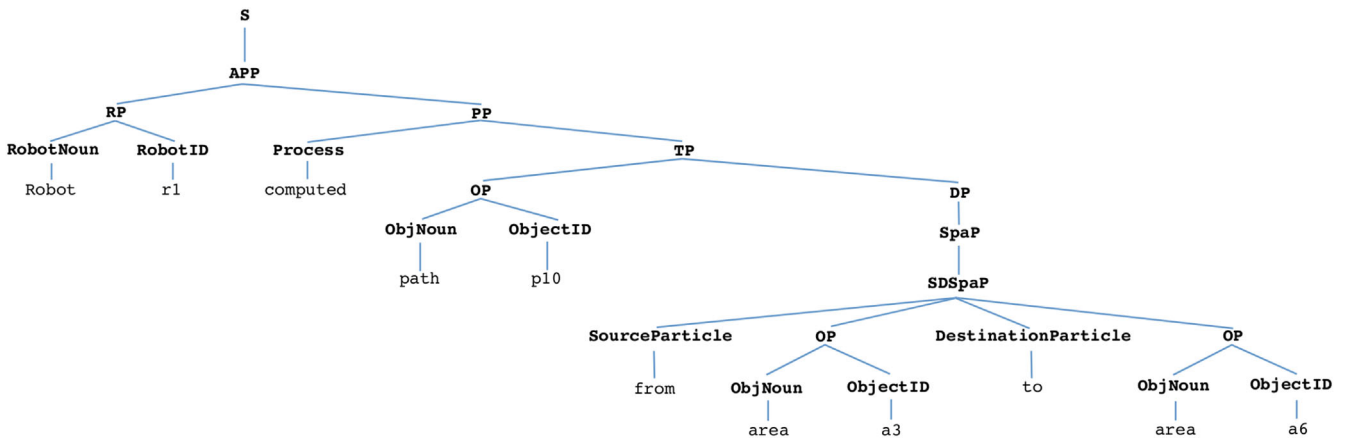 S
APP
RP PP
RobotNoun RobotID Process TP
Robot r1 computed OP DP
ObjNoun ObjectID SpaP
path p10 SDSpaP
SourceParticle OP DestinationParticle OP
from ObjNoun ObjectID to ObjNoun ObjectID
area a3 area a6